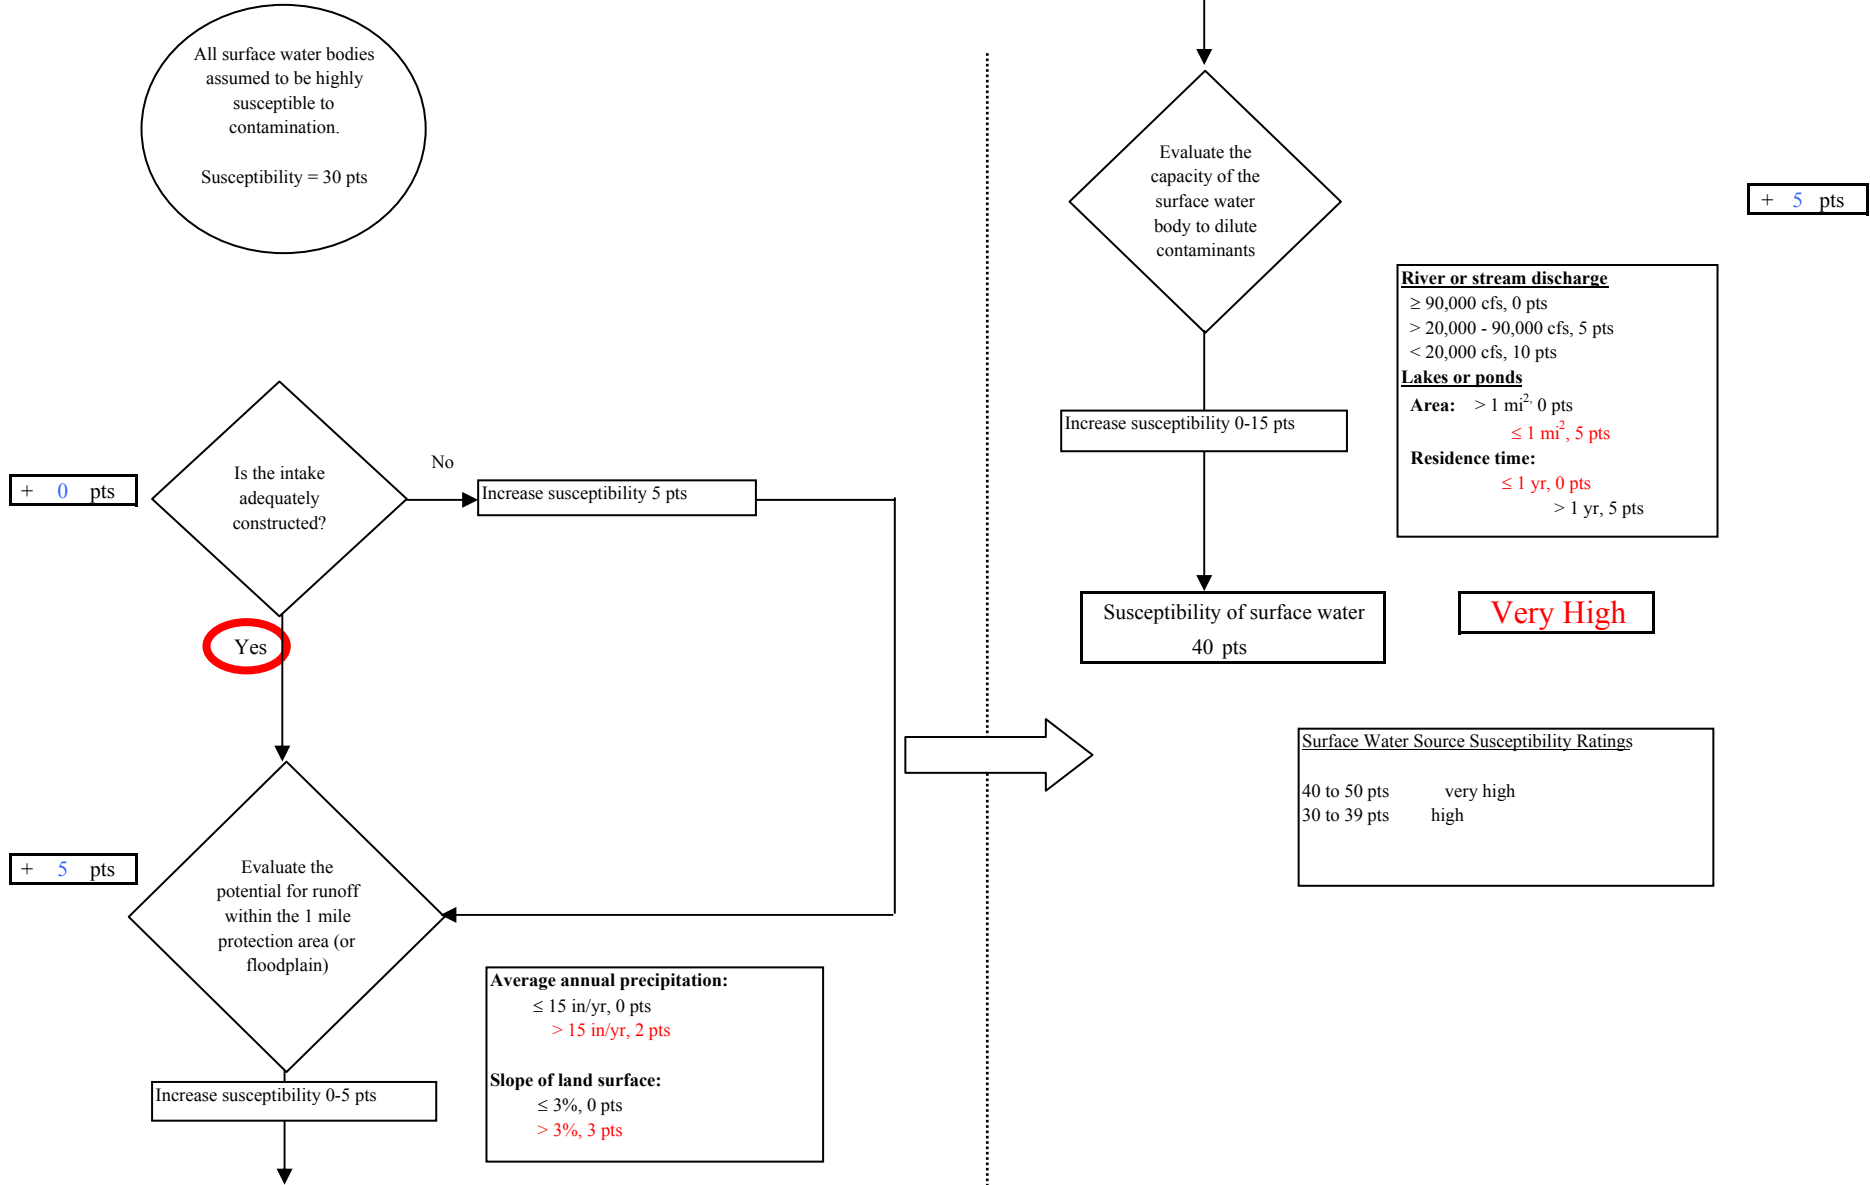 All surface water bodies
assumed to be highly
susceptible to
contamination.
Susceptibility = 30 pts
+ 0 pts
Is the intake
adequately
constructed?
No
Increase susceptibility 5 pts
Yes
+ 5 pts
Evaluate the
potential for runoff
within the 1 mile
protection area (or
floodplain)
Average annual precipitation:
≤ 15 in/yr, 0 pts
> 15 in/yr, 2 pts
Slope of land surface:
≤ 3%, 0 pts
> 3%, 3 pts
Increase susceptibility 0-5 pts
Evaluate the
capacity of the
surface water
body to dilute
contaminants
+ 5 pts
River or stream discharge
≥ 90,000 cfs, 0 pts
> 20,000 - 90,000 cfs, 5 pts
< 20,000 cfs, 10 pts
Lakes or ponds
Area: > 1 mi², 0 pts
≤ 1 mi², 5 pts
Residence time:
≤ 1 yr, 0 pts
> 1 yr, 5 pts
Increase susceptibility 0-15 pts
Susceptibility of surface water
40 pts
Very High
Surface Water Source Susceptibility Ratings
40 to 50 pts very high
30 to 39 pts high